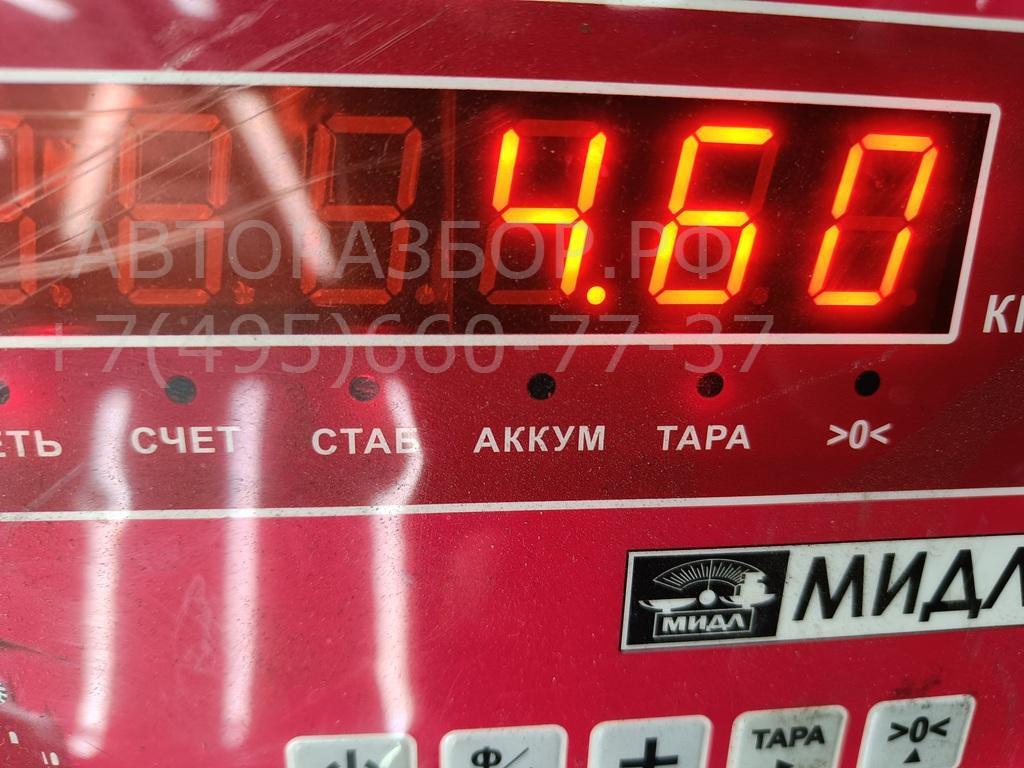 4.60
АВТОРАЗБОР.РФ
+7(495)660-77-37
СЧЕТ СТАБ АККУМ ТАРА >0<
МИДЛ МИДЛ
ТАРА >0<